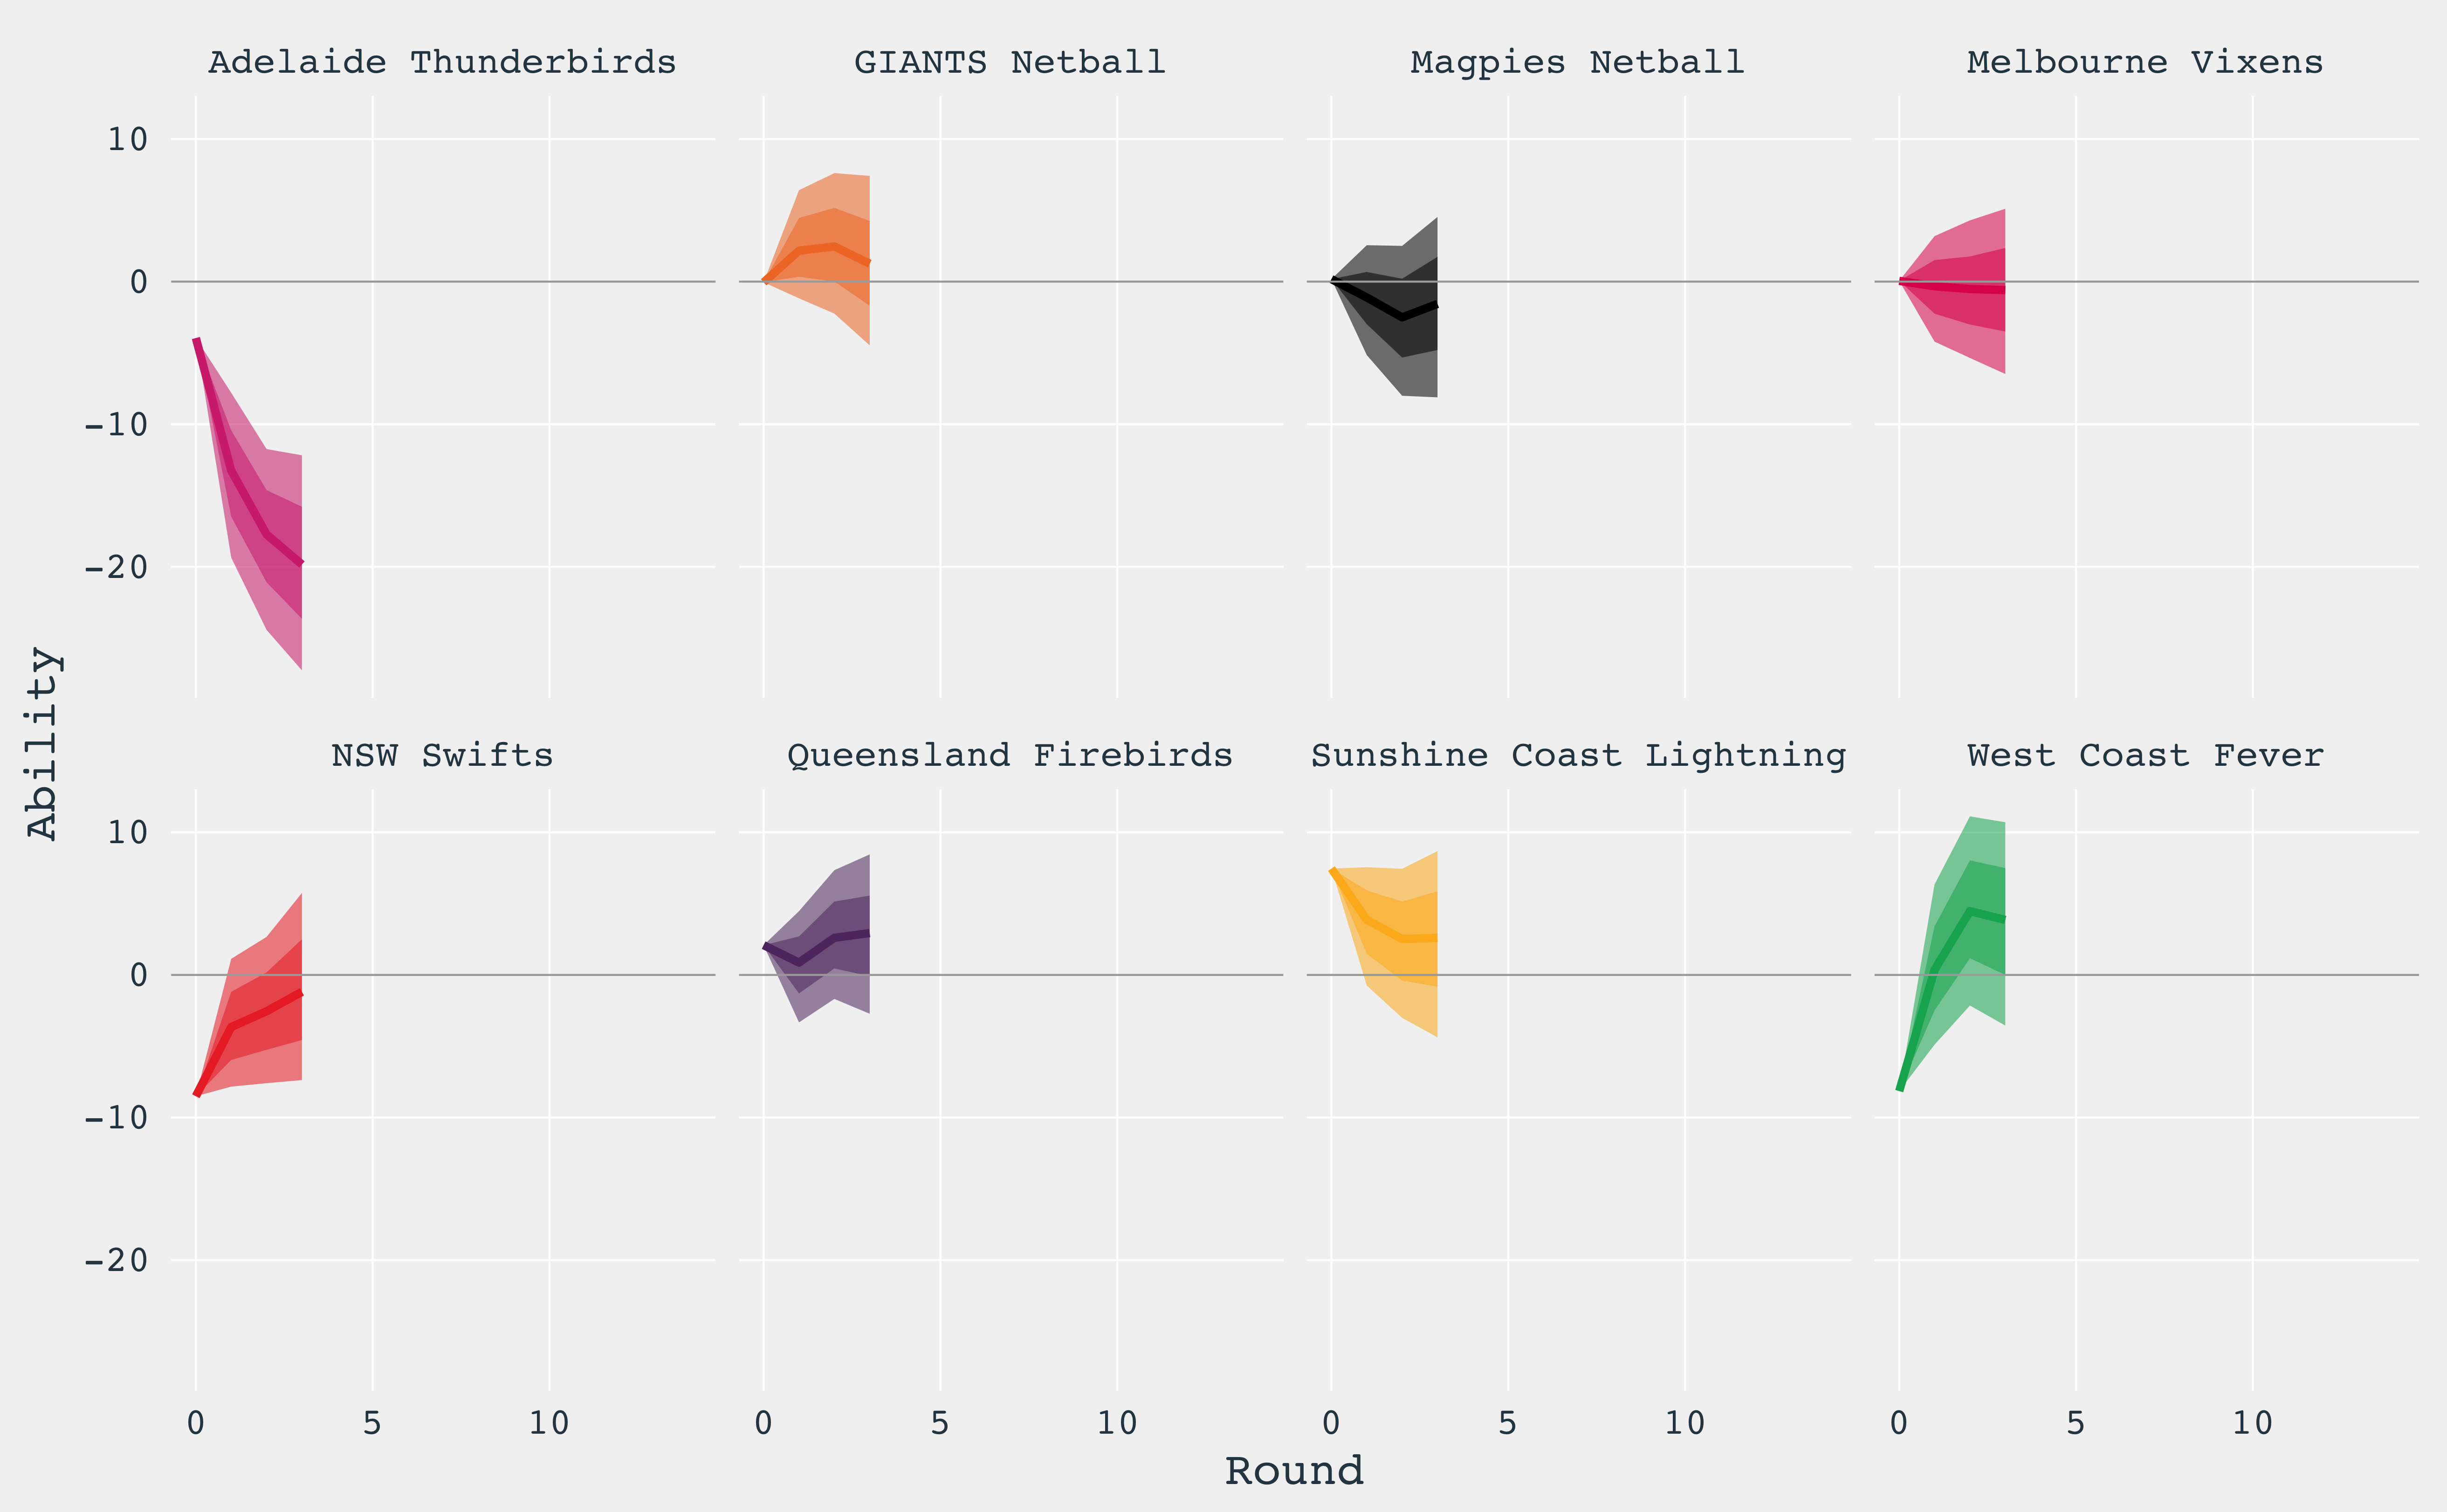 Adelaide Thunderbirds
GIANTS Netball
Magpies Netball
Melbourne Vixens
10
0
-10
-20
Ability
NSW Swifts
Queensland Firebirds
Sunshine Coast Lightning
West Coast Fever
10
0
-10
-20
0 5 10
0 5 10
0 5 10
0 5 10
Round